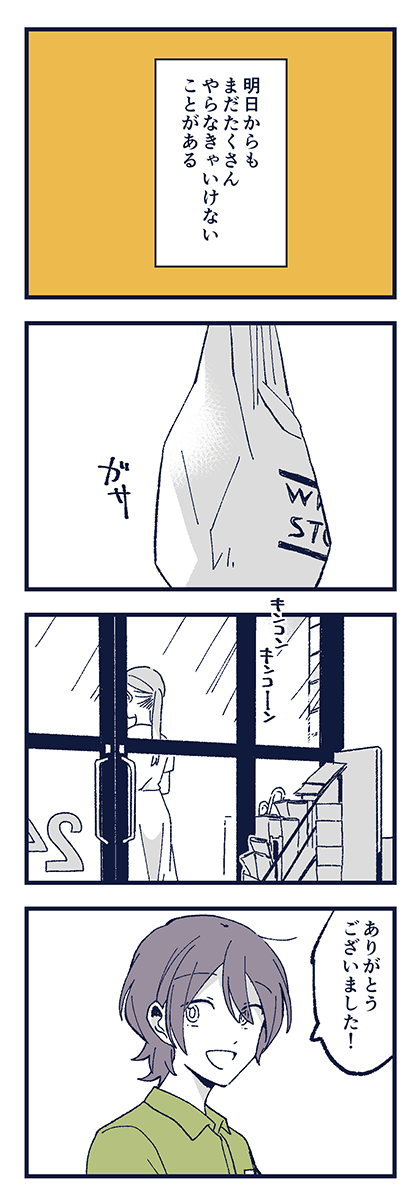 明日からも
まだたくさん
やらなきゃいけない
ことがある
ガサ
W
STO
キンコン
キンコーン
24
ありがとう
ございました！